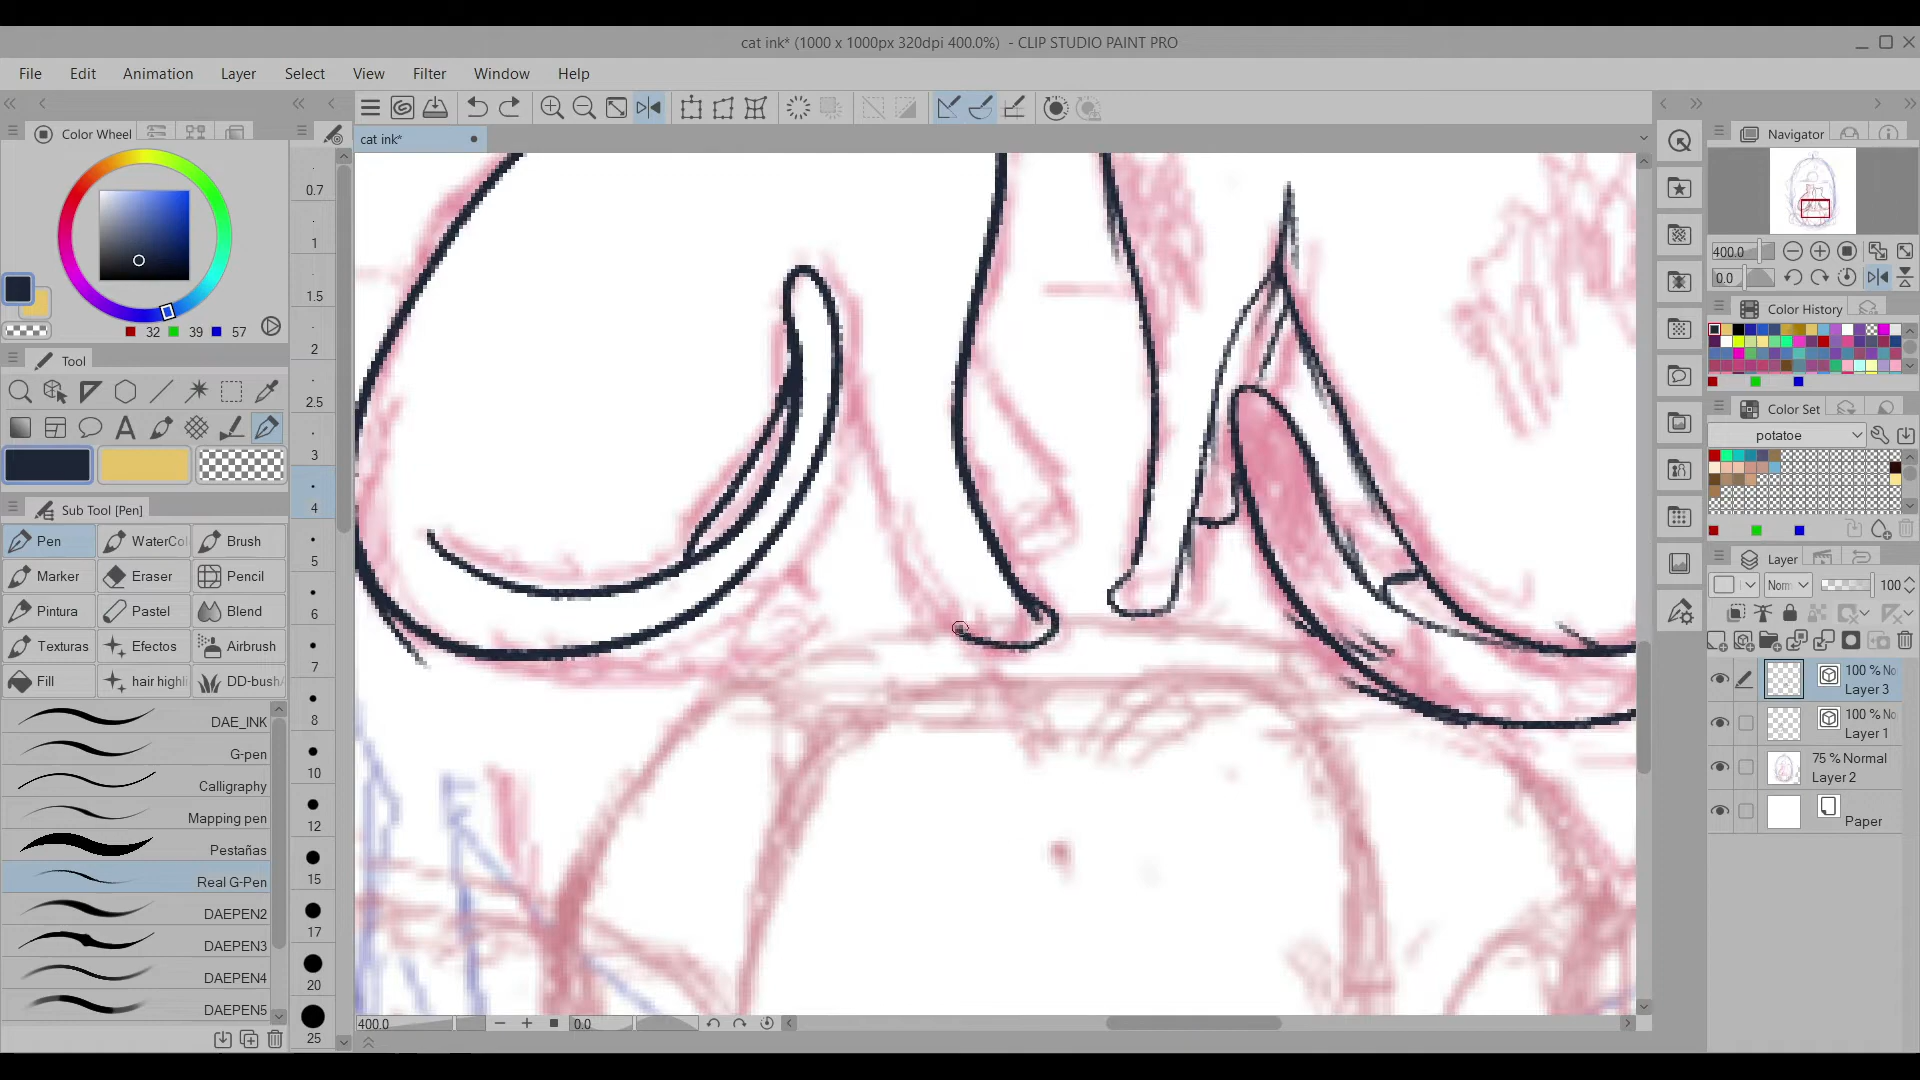 cat ink* (1000 x 1000px 320dpi 400.0%)  - CLIP STUDIO PAINT PRO
File Edit Animation Layer Select View Filter Window Help
Color Wheel
cat ink*
Navigator
0.7
1
1.5
2
2.5
3
4
5
6
7
8
10
12
15
17
20
25
32 39 57
Tool
Sub Tool [Pen]
Pen WaterCol Brush
Marker Eraser Pencil
Pintura Pastel Blend
Texturas Efectos Airbrush
Fill hair highli DD-bush
DAE_INK
G-pen
Calligraphy
Mapping pen
Pestañas
Real G-Pen
DAEPEN2
DAEPEN3
DAEPEN4
DAEPEN5
400.0 0.0
400.0
0.0
Color History
Color Set
potatoe
Layer
Norm 100
100 % No
Layer 3
100 % No
Layer 1
75 % Normal
Layer 2
Paper